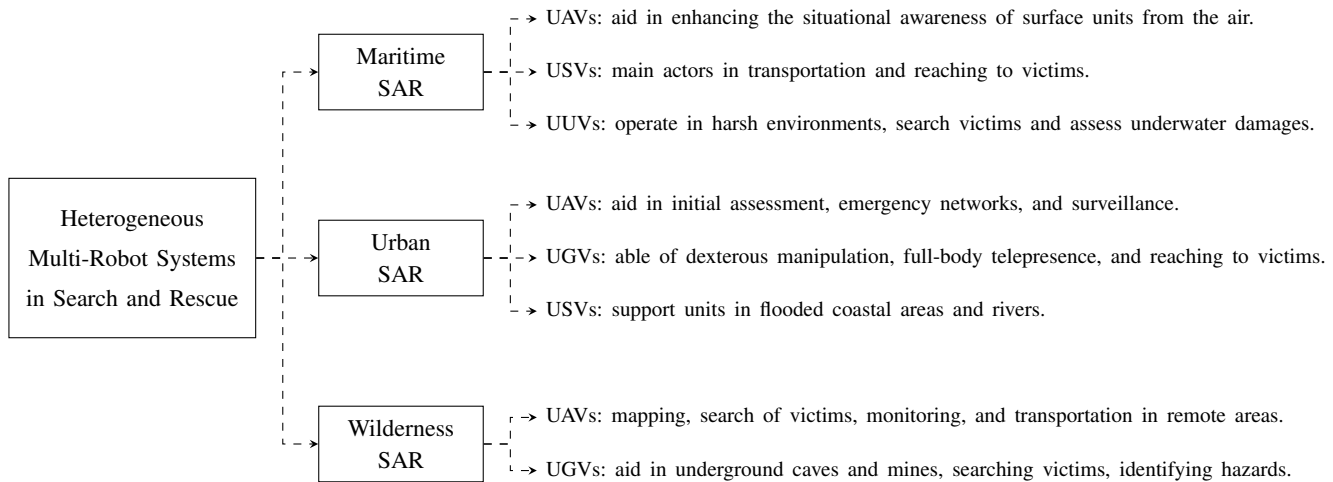 UAVs: aid in enhancing the situational awareness of surface units from the air.
Maritime
SAR
USVs: main actors in transportation and reaching to victims.
UUVs: operate in harsh environments, search victims and assess underwater damages.
Heterogeneous
Multi-Robot Systems
in Search and Rescue
UAVs: aid in initial assessment, emergency networks, and surveillance.
Urban
SAR
UGVs: able of dexterous manipulation, full-body telepresence, and reaching to victims.
USVs: support units in flooded coastal areas and rivers.
Wilderness
SAR
UAVs: mapping, search of victims, monitoring, and transportation in remote areas.
UGVs: aid in underground caves and mines, searching victims, identifying hazards.